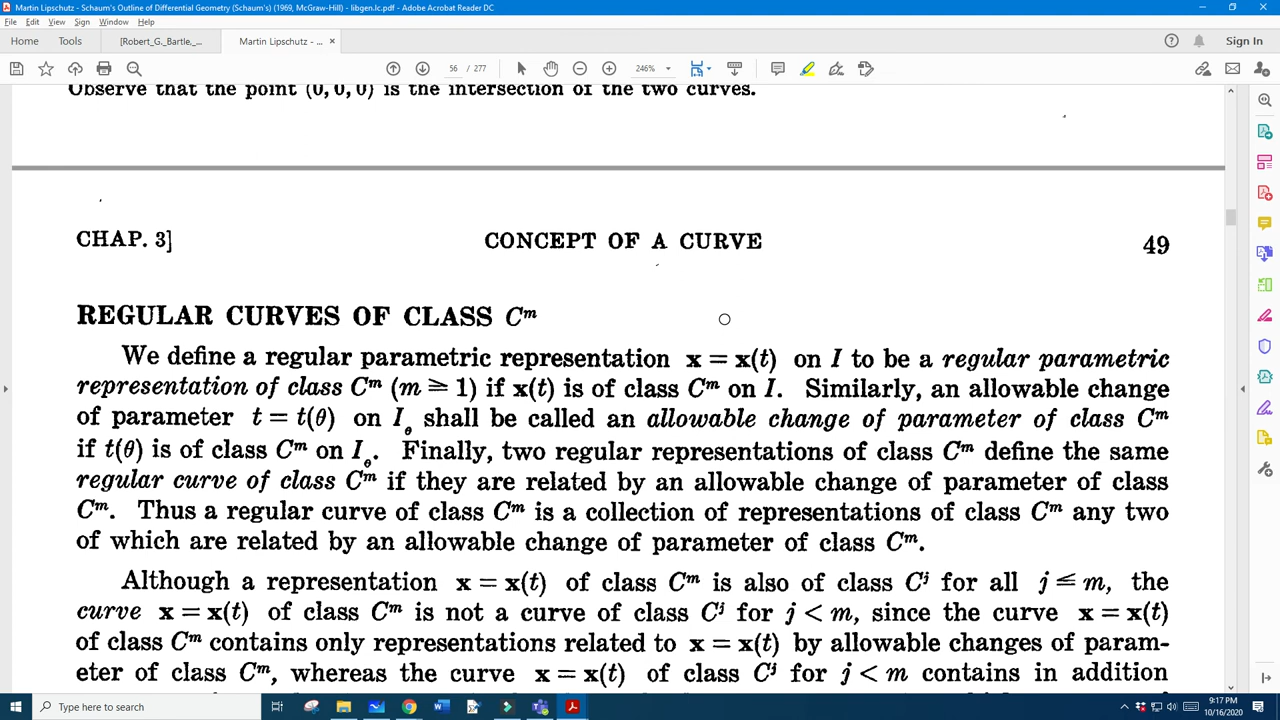 Martin Lipschutz - Schaum's Outline of Differential Geometry (Schaum's) (1969, McGraw-Hill) - libgen.lc.pdf - Adobe Acrobat Reader DC
File Edit View Sign Window Help
Home Tools [Robert_G._Bartle,_... Martin Lipschutz - ... × Sign In
56 / 277 246%
Observe that the point (0, 0, 0) is the intersection of the two curves.
CHAP. 3] CONCEPT OF A CURVE 49
REGULAR CURVES OF CLASS Cᵐ
We define a regular parametric representation x = x(t) on I to be a regular parametric
representation of class Cᵐ (m ≥ 1) if x(t) is of class Cᵐ on I. Similarly, an allowable change
of parameter t = t(θ) on I_θ shall be called an allowable change of parameter of class Cᵐ
if t(θ) is of class Cᵐ on I_θ. Finally, two regular representations of class Cᵐ define the same
regular curve of class Cᵐ if they are related by an allowable change of parameter of class
Cᵐ. Thus a regular curve of class Cᵐ is a collection of representations of class Cᵐ any two
of which are related by an allowable change of parameter of class Cᵐ.
Although a representation x = x(t) of class Cᵐ is also of class Cʲ for all j ≤ m, the
curve x = x(t) of class Cᵐ is not a curve of class Cʲ for j < m, since the curve x = x(t)
of class Cᵐ contains only representations related to x = x(t) by allowable changes of param-
eter of class Cᵐ, whereas the curve x = x(t) of class Cʲ for j < m contains in addition
Type here to search
9:17 PM
10/16/2020